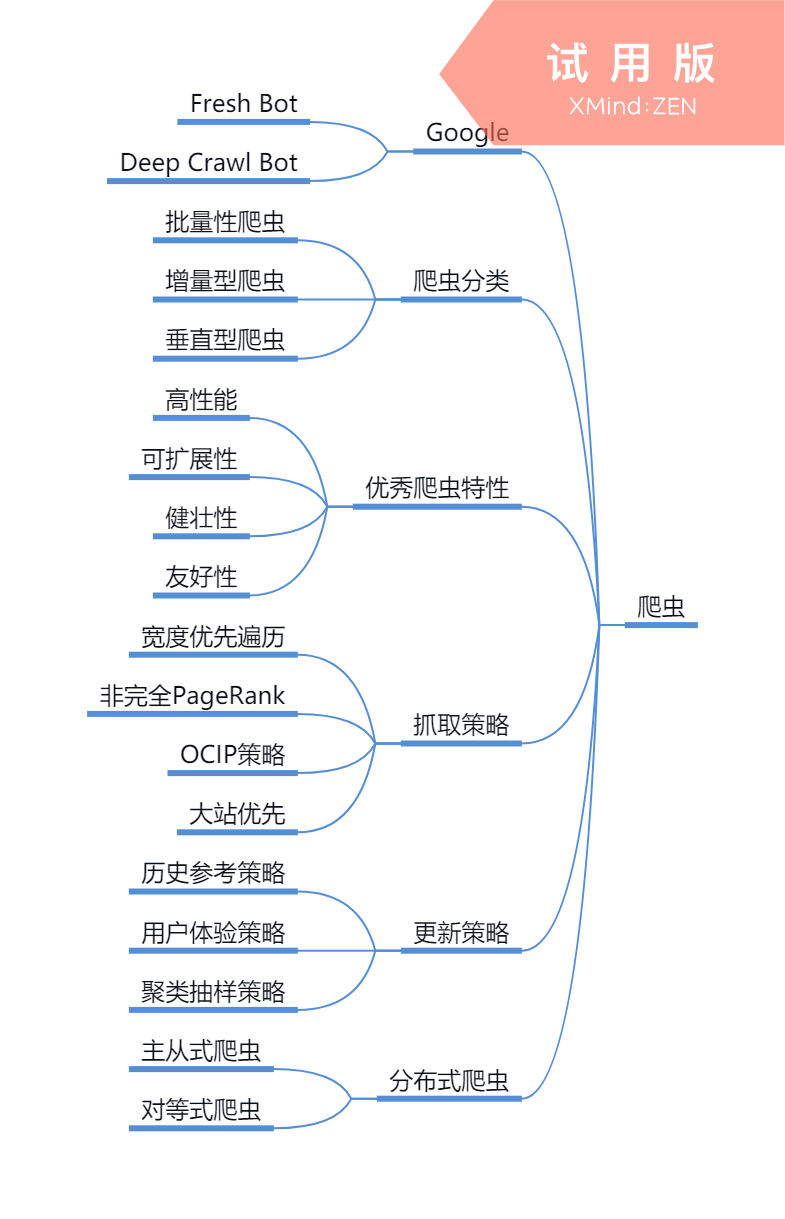 试用版
XMind:ZEN
Fresh Bot
Google
Deep Crawl Bot
批量性爬虫
爬虫分类
增量型爬虫
垂直型爬虫
高性能
可扩展性
优秀爬虫特性
健壮性
友好性
爬虫
宽度优先遍历
非完全PageRank
抓取策略
OCIP策略
大站优先
历史参考策略
用户体验策略
更新策略
聚类抽样策略
主从式爬虫
分布式爬虫
对等式爬虫